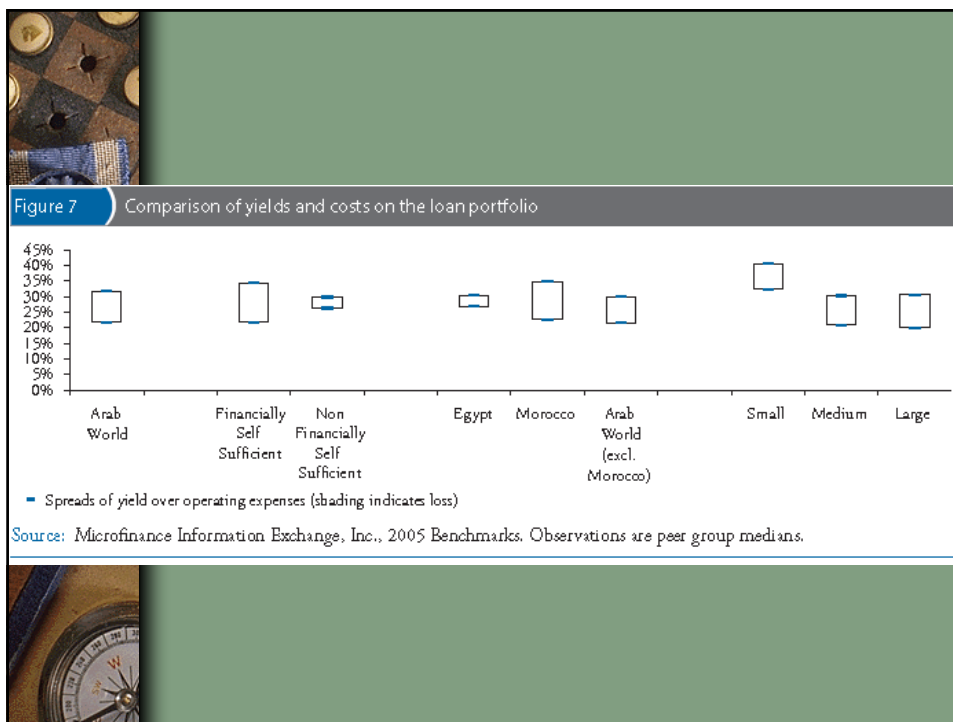 Figure 7
Comparison of yields and costs on the loan portfolio
45%
40%
35%
30%
25%
20%
15%
10%
5%
0%
Arab
World
Financially
Self
Sufficient
Non
Financially
Self
Sufficient
Egypt
Morocco
Arab
World
(excl.
Morocco)
Small
Medium
Large
Spreads of yield over operating expenses (shading indicates loss)
Source: Microfinance Information Exchange, Inc., 2005 Benchmarks. Observations are peer group medians.
W
SW